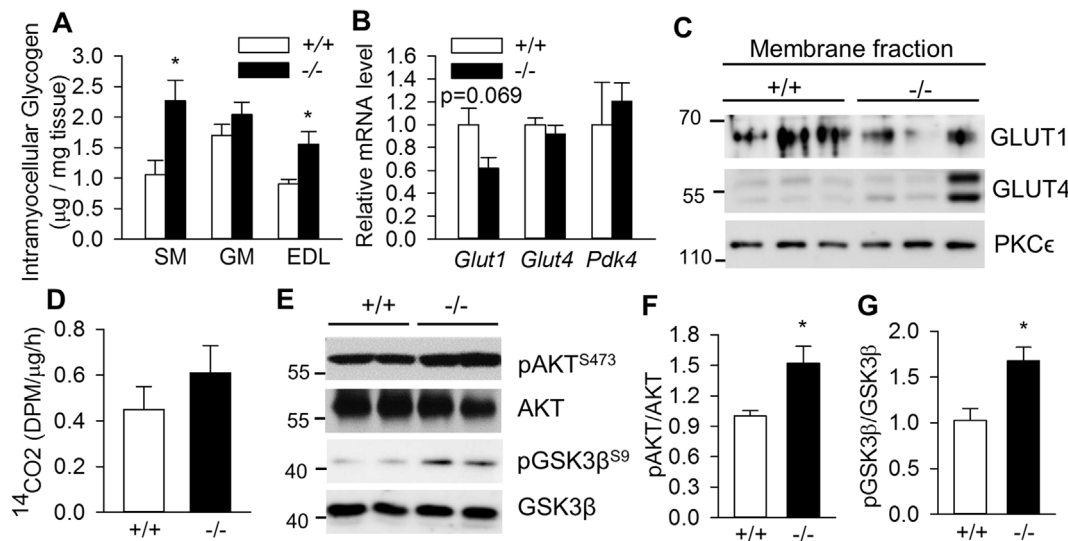 A
Intramyocellular Glycogen
(μg / mg tissue)
3.0
2.5
2.0
1.5
1.0
0.5
0.0
+/+
-/-
*
*
SM GM EDL
B
Relative mRNA level
1.6
1.4
1.2
1.0
0.8
0.6
0.4
0.2
0.0
+/+
-/-
p=0.069
Glut1 Glut4 Pdk4
C
Membrane fraction
+/+ -/-
70
GLUT1
55
GLUT4
110
PKCϵ
D
14CO2 (DPM/μg/h)
0.8
0.6
0.4
0.2
0.0
+/+ -/-
E
+/+ -/-
55
pAKTS473
55
AKT
40
pGSK3βS9
40
GSK3β
F
pAKT/AKT
1.8
1.5
1.2
0.9
0.6
0.3
0.0
*
+/+ -/-
G
pGSK3β/GSK3β
2.0
1.5
1.0
0.5
0.0
*
+/+ -/-